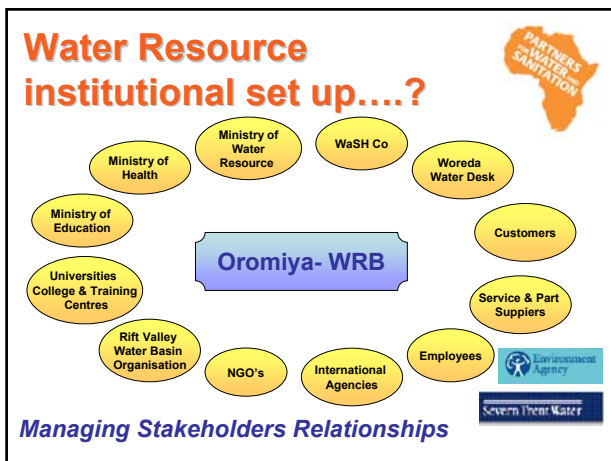 Water Resource
institutional set up….?
PARTNERS
FOR WATER AND
SANITATION
Ministry of
Water
Resource
WaSH Co
Ministry of
Health
Woreda
Water Desk
Ministry of
Education
Customers
Oromiya- WRB
Universities
College & Training
Centres
Service & Part
Suppiers
Rift Valley
Water Basin
Organisation
NGO's
International
Agencies
Employees
Environment
Agency
Severn Trent Water
Managing Stakeholders Relationships